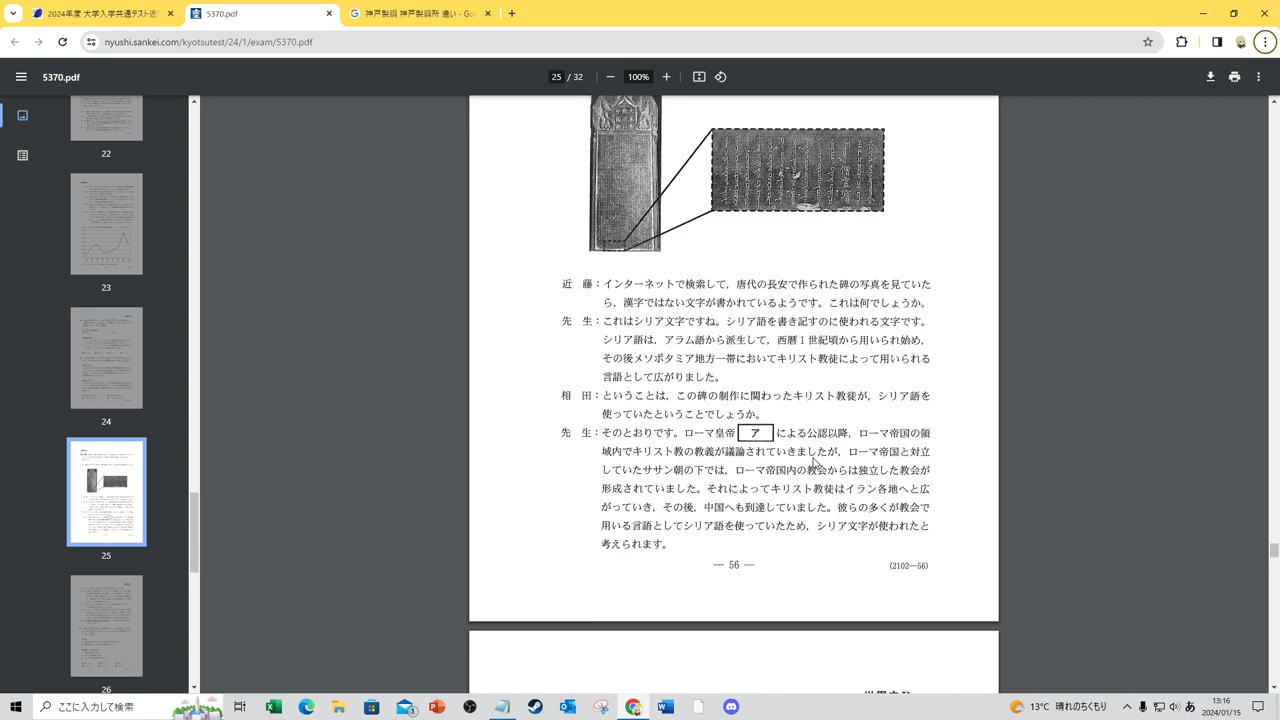 2024年度 大学入学共通テスト速
5370.pdf
神戸製鋼 神戸製鋼所 違い - Go
nyushi.sankei.com/kyotsutest/24/1/exam/5370.pdf
5370.pdf
25 / 32
100%
22
23
24
25
26
近 藤：インターネットで検索して，唐代の長安で作られた碑の写真を見ていた
ら，漢字ではない文字が書かれているようです。これは何でしょうか。
先 生：これはシリア文字ですね。シリア語を書き記すのに使われる文字です。
シリア語は，アラム語から派生して，西暦1世紀頃から用いられ始め，
その後メソポタミア地方一帯においてキリスト教徒によって用いられる
言語として広がりました。
相 田：ということは，この碑の制作に関わったキリスト教徒が，シリア語を
使っていたということでしょうか。
先 生：そのとおりです。ローマ皇帝 ア による公認以降，ローマ帝国の領
域内でキリスト教の教義が議論されていきましたが，ローマ帝国と対立
していたササン朝の下では，ローマ帝国内の教会からは独立した教会が
形成されていました。それによってキリスト教徒はイラン各地へと広
がっていき，その後，中国へも到達していました。彼らの多くが教会で
用いる言語としてシリア語を使っていたため，シリア文字が使われたと
考えられます。
— 56 —
(2102—56)
ここに入力して検索
13°C 晴れのちくもり
あ
13:16
2024/01/15